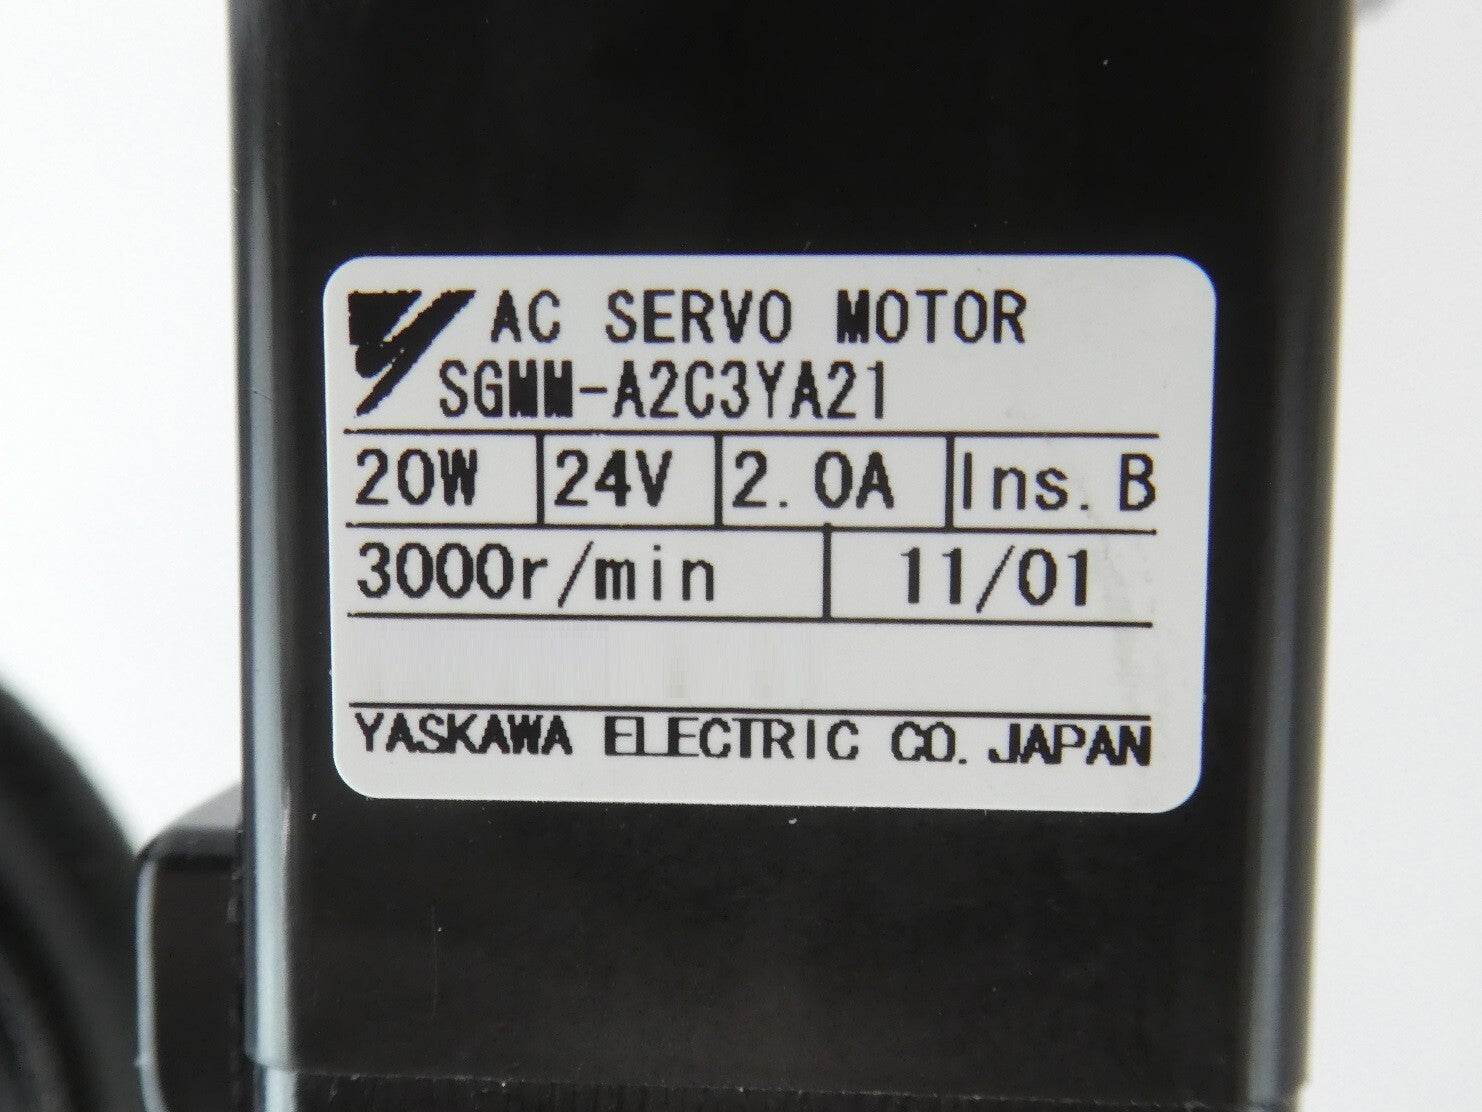 AC SERVO MOTOR
SGMM-A2C3YA21
20W 24V 2.0A Ins. B
3000r/min 11/01
YASKAWA ELECTRIC CO. JAPAN